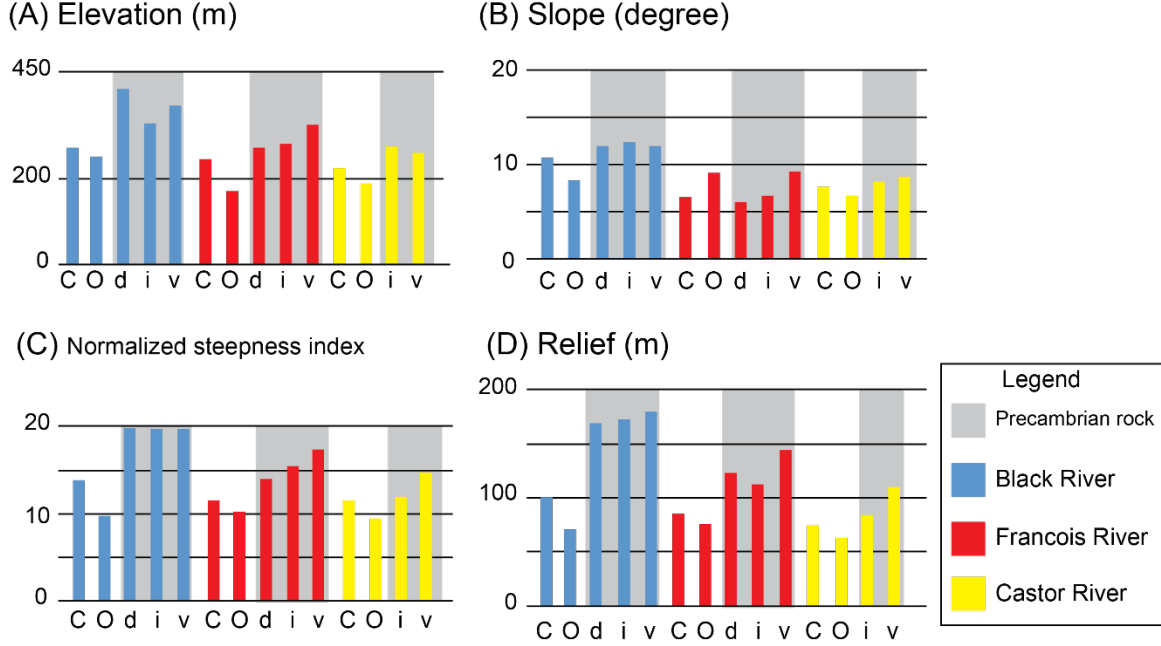 (A) Elevation (m)
450
200
0
C O d i v C O d i v C O i v
(B) Slope (degree)
20
10
0
C O d i v C O d i v C O i v
(C) Normalized steepness index
20
10
0
C O d i v C O d i v C O i v
(D) Relief (m)
200
100
0
C O d i v C O d i v C O i v
Legend
Precambrian rock
Black River
Francois River
Castor River